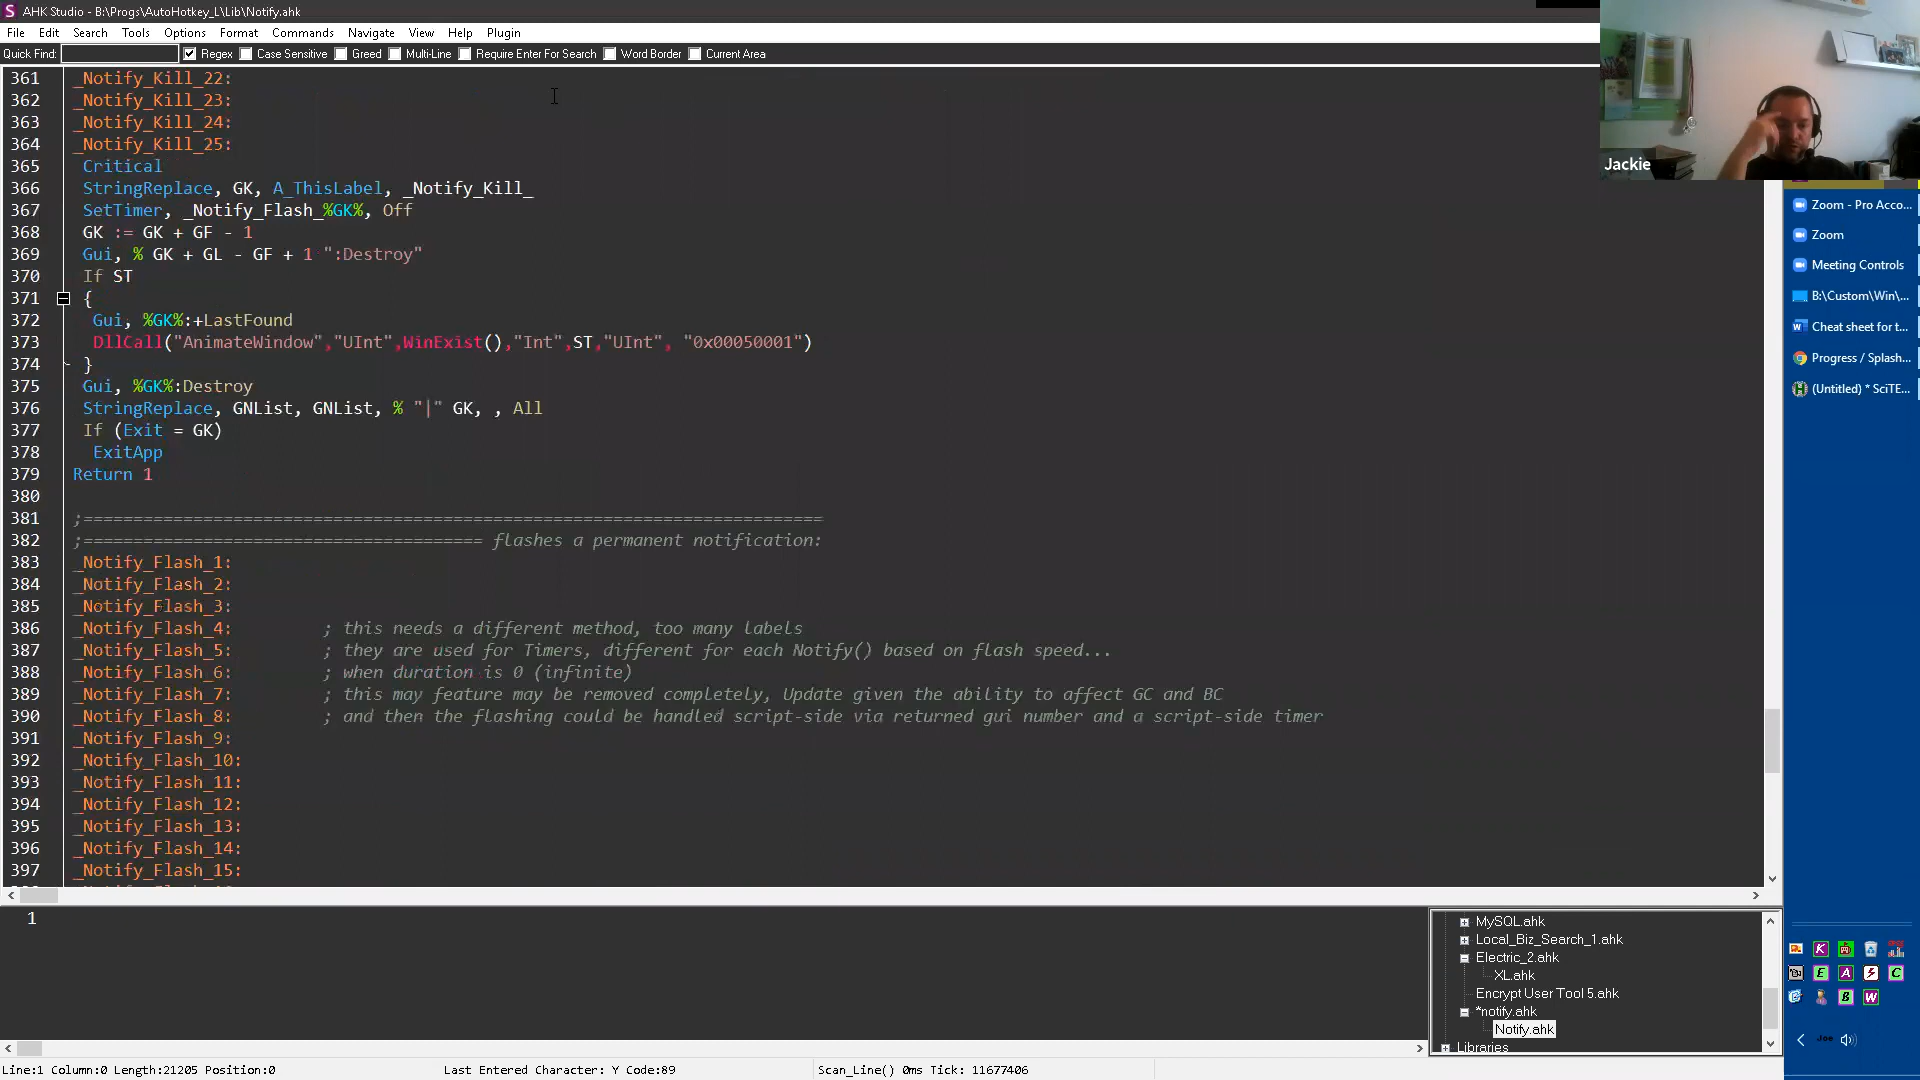 AHK Studio - B:\Progs\AutoHotkey_L\Lib\Notify.ahk
File Edit Search Tools Options Format Commands Navigate View Help Plugin
Quick Find: Regex Case Sensitive Greed Multi-Line Require Enter For Search Word Border Current Area
361 _Notify_Kill_22:
362 _Notify_Kill_23:
363 _Notify_Kill_24:
364 _Notify_Kill_25:
365 Critical
366 StringReplace, GK, A_ThisLabel, _Notify_Kill_
367 SetTimer, _Notify_Flash_%GK%, Off
368 GK := GK + GF - 1
369 Gui, % GK + GL - GF + 1 ":Destroy"
370 If ST
371 {
372 Gui, %GK%:+LastFound
373 DllCall("AnimateWindow","UInt",WinExist(),"Int",ST,"UInt", "0x00050001")
374 }
375 Gui, %GK%:Destroy
376 StringReplace, GNList, GNList, % "|" GK, , All
377 If (Exit = GK)
378 ExitApp
379 Return 1
380
381 ;==========================================================================
382 ;======================================== flashes a permanent notification:
383 _Notify_Flash_1:
384 _Notify_Flash_2:
385 _Notify_Flash_3:
386 _Notify_Flash_4: ; this needs a different method, too many labels
387 _Notify_Flash_5: ; they are used for Timers, different for each Notify() based on flash speed...
388 _Notify_Flash_6: ; when duration is 0 (infinite)
389 _Notify_Flash_7: ; this may feature may be removed completely, Update given the ability to affect GC and BC
390 _Notify_Flash_8: ; and then the flashing could be handled script-side via returned gui number and a script-side timer
391 _Notify_Flash_9:
392 _Notify_Flash_10:
393 _Notify_Flash_11:
394 _Notify_Flash_12:
395 _Notify_Flash_13:
396 _Notify_Flash_14:
397 _Notify_Flash_15:
1
Line:1 Column:0 Length:21205 Position:0 Last Entered Character: Y Code:89 Scan_Line() 0ms Tick: 11677406
MySQL.ahk
Local_Biz_Search_1.ahk
Electric_2.ahk
XL.ahk
Encrypt User Tool 5.ahk
*notify.ahk
Notify.ahk
Libraries
Jackie
Zoom - Pro Acco...
Zoom
Meeting Controls
B:\Custom\Win\...
Cheat sheet for t...
Progress / Splash...
(Untitled) * SciTE...
K
E A C
B W
Joe